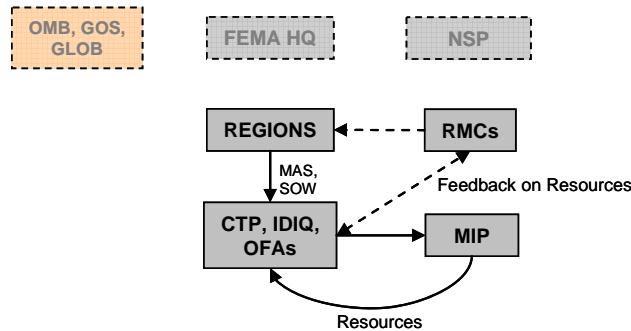 OMB, GOS,
GLOB
FEMA HQ
NSP
REGIONS
RMCs
MAS,
SOW
Feedback on Resources
CTP, IDIQ,
OFAs
MIP
Resources